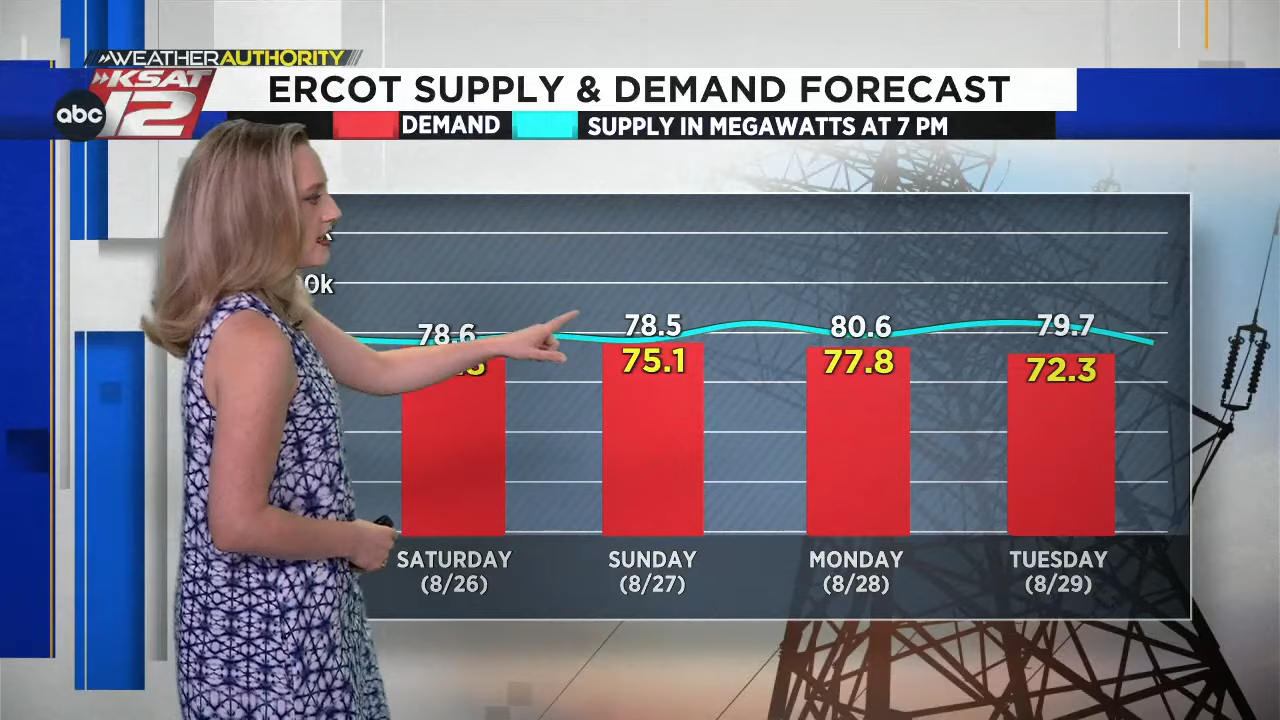 WEATHERAUTHORITY
KSAT
abc 12
ERCOT SUPPLY & DEMAND FORECAST
DEMAND SUPPLY IN MEGAWATTS AT 7 PM
78.6 78.5 80.6 79.7
75.1 77.8 72.3
SATURDAY SUNDAY MONDAY TUESDAY
(8/26) (8/27) (8/28) (8/29)